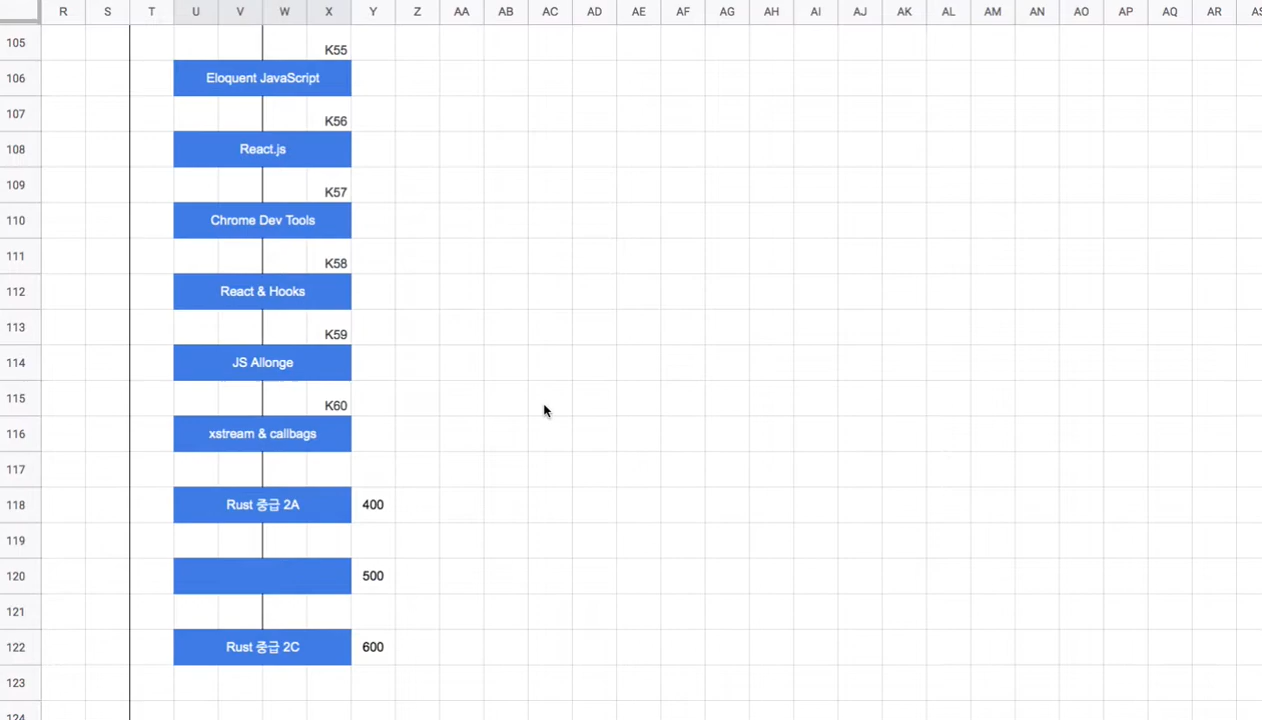 R S T U V W X Y Z AA AB AC AD AE AF AG AH AI AJ AK AL AM AN AO AP AQ AR AS
105 K55
106 Eloquent JavaScript
107 K56
108 React.js
109 K57
110 Chrome Dev Tools
111 K58
112 React & Hooks
113 K59
114 JS Allonge
115 K60
116 xstream & callbags
117
118 Rust 중급 2A 400
119
120 500
121
122 Rust 중급 2C 600
123
124